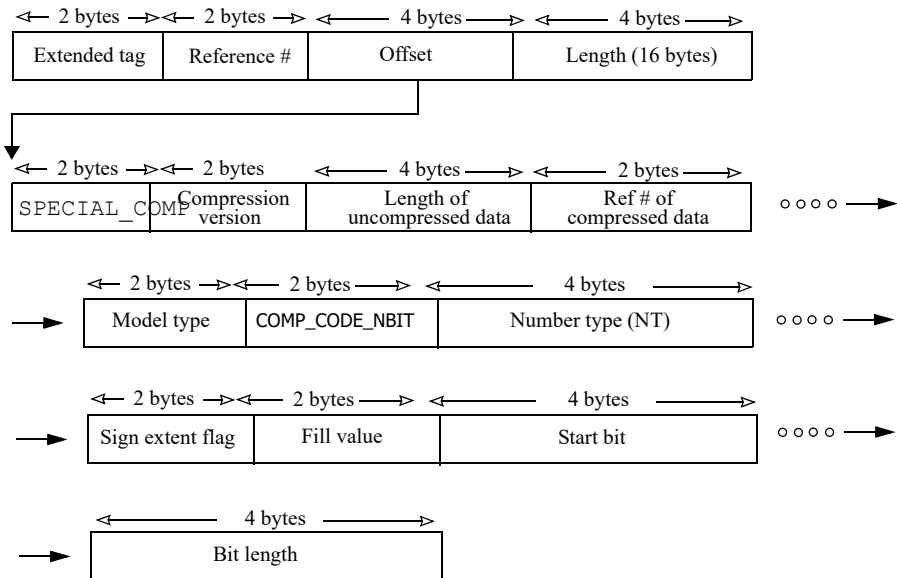 2 bytes 2 bytes 4 bytes 4 bytes
Extended tag Reference # Offset Length (16 bytes)
2 bytes 2 bytes 4 bytes 2 bytes
SPECIAL_COMP Compression version Length of uncompressed data Ref # of compressed data
2 bytes 2 bytes 4 bytes
Model type COMP_CODE_NBIT Number type (NT)
2 bytes 2 bytes 4 bytes
Sign extent flag Fill value Start bit
4 bytes
Bit length